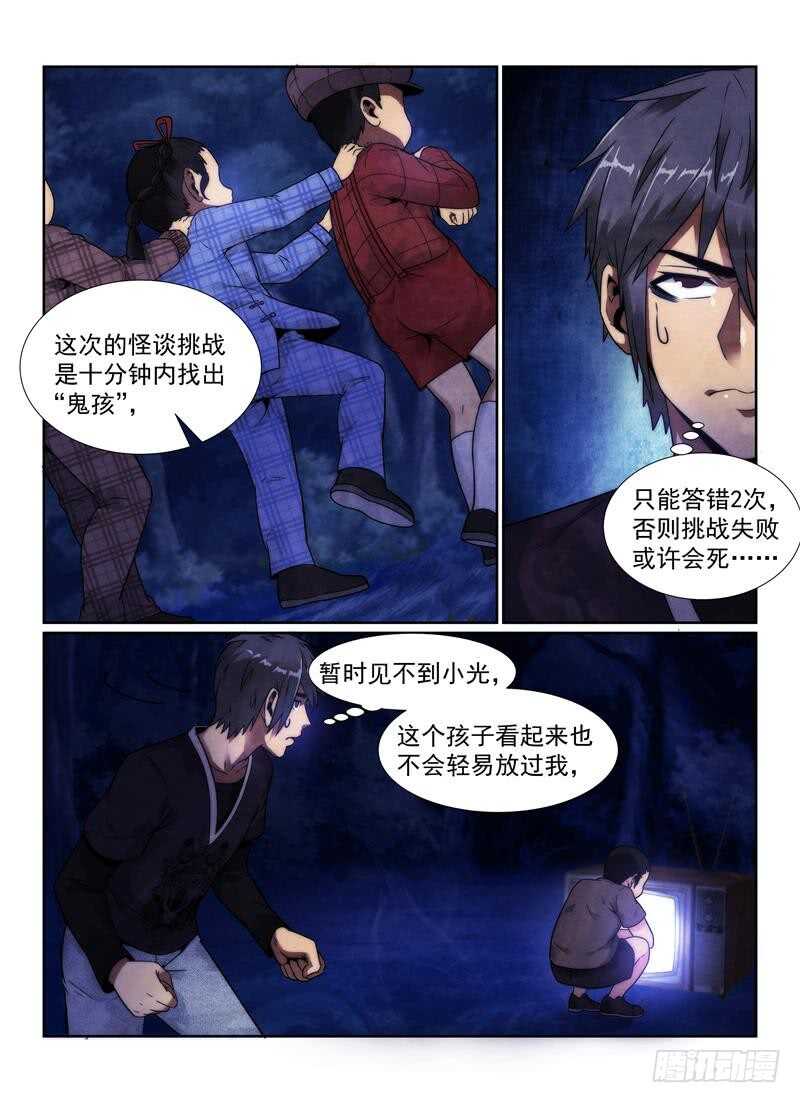 这次的怪谈挑战
是十分钟内找出
“鬼孩”，
只能答错2次，
否则挑战失败
或许会死……
暂时见不到小光，
这个孩子看起来也
不会轻易放过我，
腾讯动漫